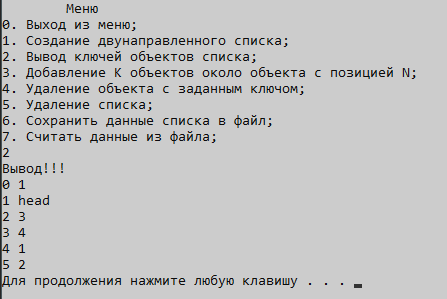 Меню
0. Выход из меню;
1. Создание двунаправленного списка;
2. Вывод ключей объектов списка;
3. Добавление К объектов около объекта с позицией N;
4. Удаление объекта с заданным ключом;
5. Удаление списка;
6. Сохранить данные списка в файл;
7. Считать данные из файла;
2
Вывод!!!
0 1
1 head
2 3
3 4
4 1
5 2
Для продолжения нажмите любую клавишу . . .